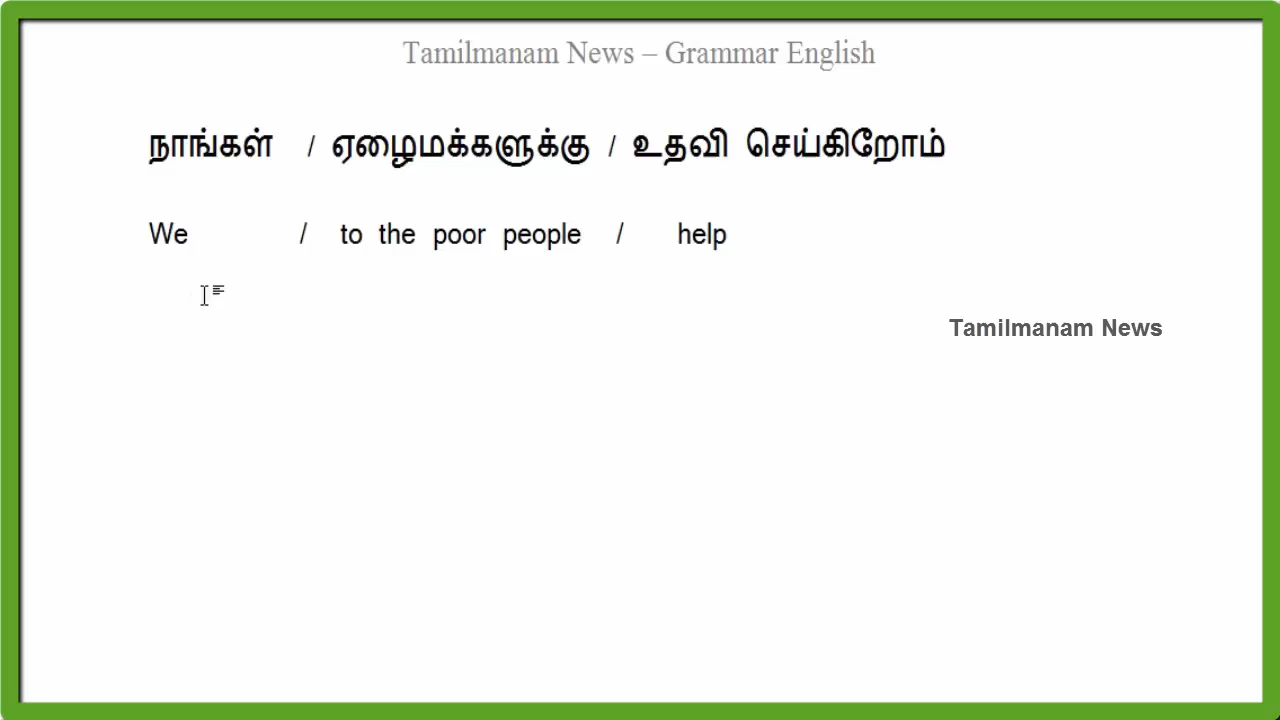 Tamilmanam News – Grammar English
நாங்கள் / ஏழைமக்களுக்கு / உதவி செய்கிறோம்
We / to the poor people / help
Tamilmanam News